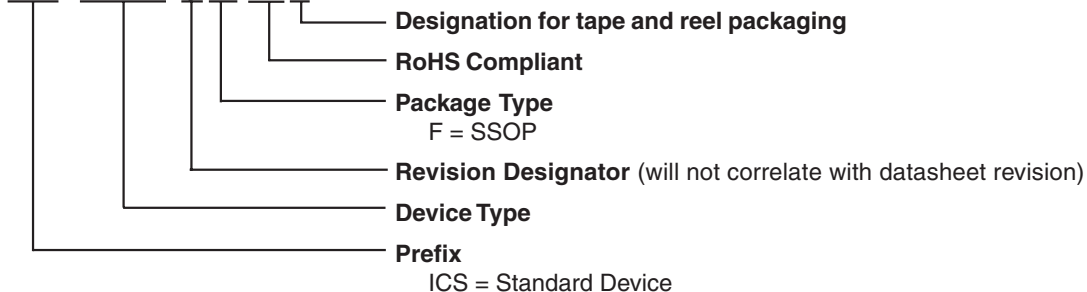 Designation for tape and reel packaging
RoHS Compliant
Package Type
F = SSOP
Revision Designator (will not correlate with datasheet revision)
Device Type
Prefix
ICS = Standard Device